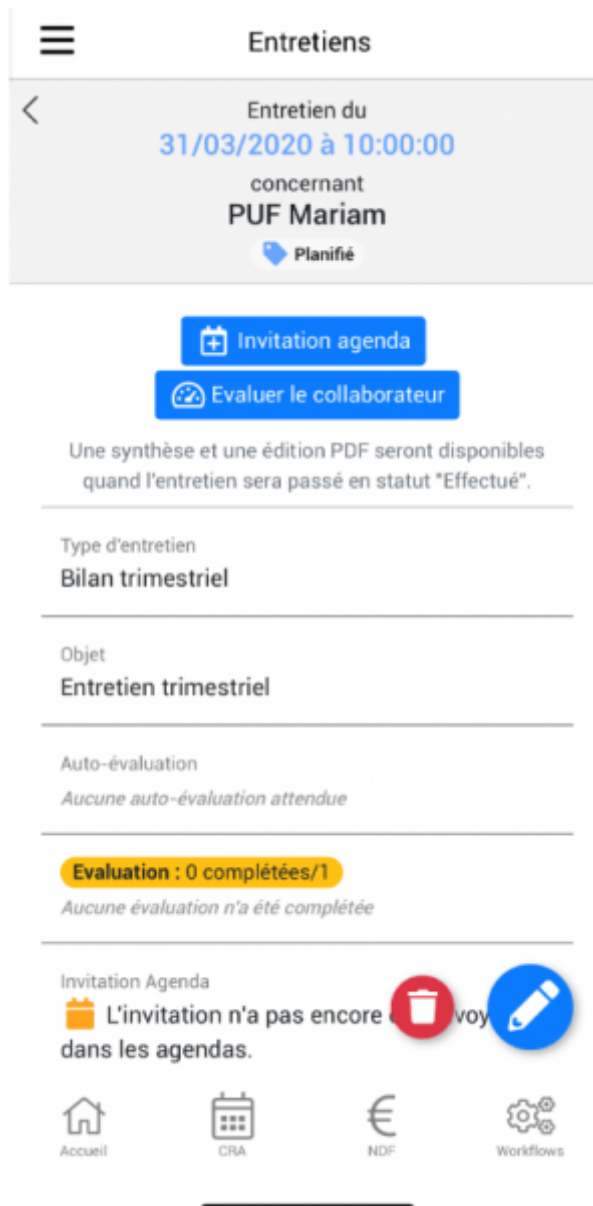 Entretiens
Entretien du
31/03/2020 à 10:00:00
concernant
PUF Mariam
Planifié
Invitation agenda
Evaluer le collaborateur
Une synthèse et une édition PDF seront disponibles
quand l'entretien sera passé en statut "Effectué".
Type d'entretien
Bilan trimestriel
Objet
Entretien trimestriel
Auto-évaluation
Aucune auto-évaluation attendue
Evaluation : 0 complétées/1
Aucune évaluation n'a été complétée
Invitation Agenda
L'invitation n'a pas encore
dans les agendas.
Accueil
CRA
NDF
Workflows